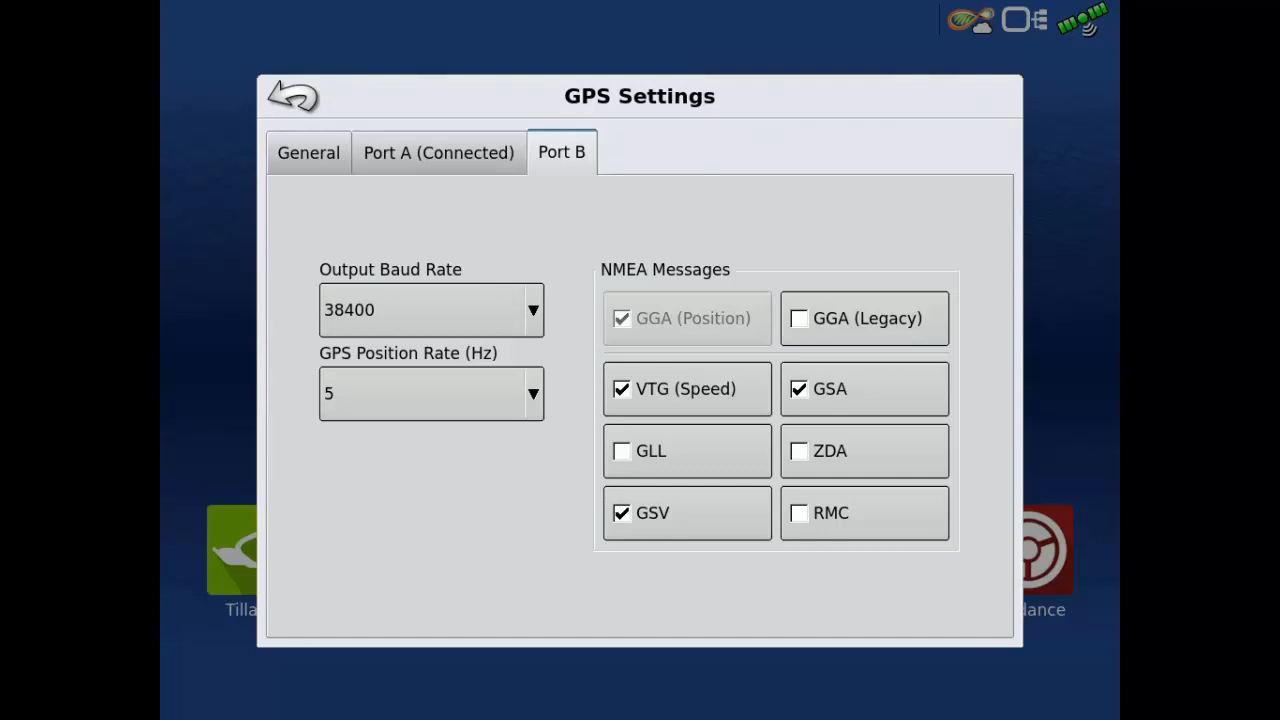 GPS Settings
General
Port A (Connected)
Port B
Output Baud Rate
38400
GPS Position Rate (Hz)
5
NMEA Messages
GGA (Position)
GGA (Legacy)
VTG (Speed)
GSA
GLL
ZDA
GSV
RMC
Tilla
dance